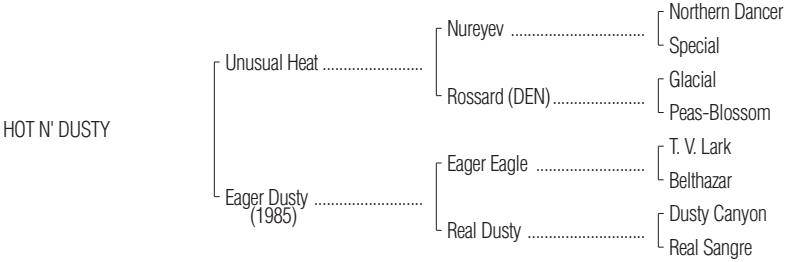 Northern Dancer
Nureyev ................................
Special
Unusual Heat ........................
Glacial
Rossard (DEN) ......................
Peas-Blossom
HOT N' DUSTY
T. V. Lark
Eager Eagle ..........................
Belthazar
Eager Dusty ..........................
(1985)
Dusty Canyon
Real Dusty ............................
Real Sangre